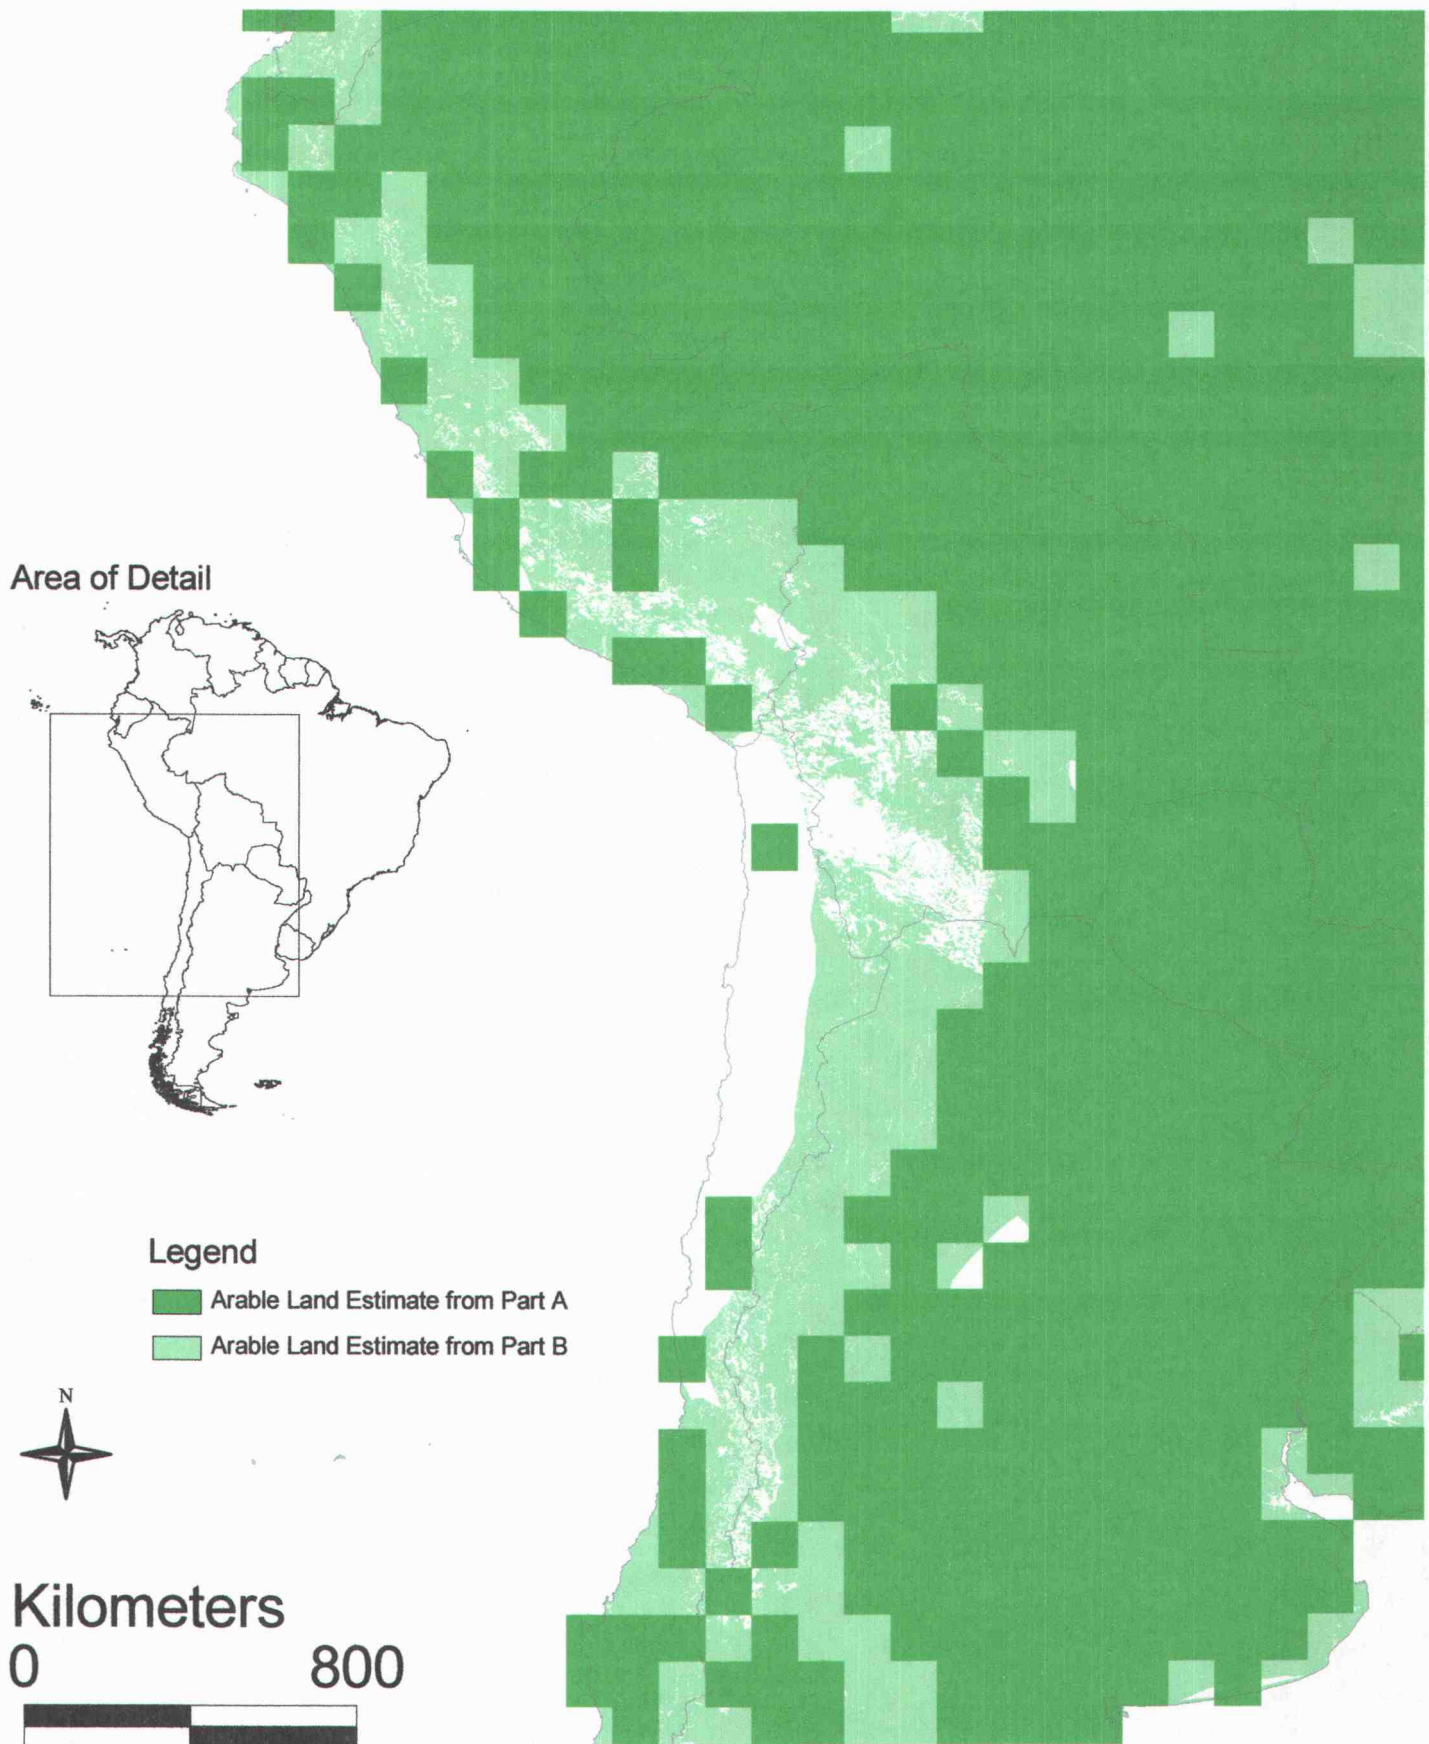 Area of Detail
Legend
Arable Land Estimate from Part A
Arable Land Estimate from Part B
N
Kilometers
0 800